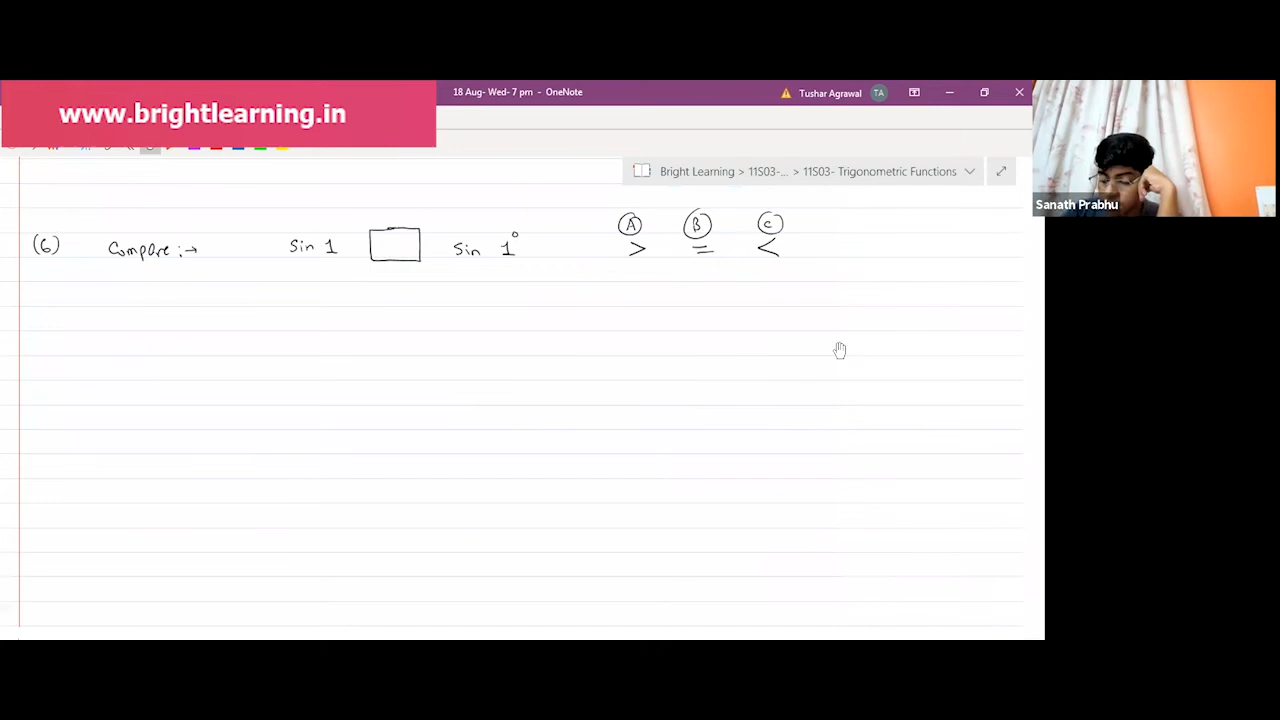 18 Aug- Wed- 7 pm - OneNote
Tushar Agrawal
TA
www.brightlearning.in
Bright Learning > 11S03-... > 11S03- Trigonometric Functions
Sanath Prabhu
(A) (B) (C)
(6) Compare :→ Sin 1 □ Sin 1° > = <